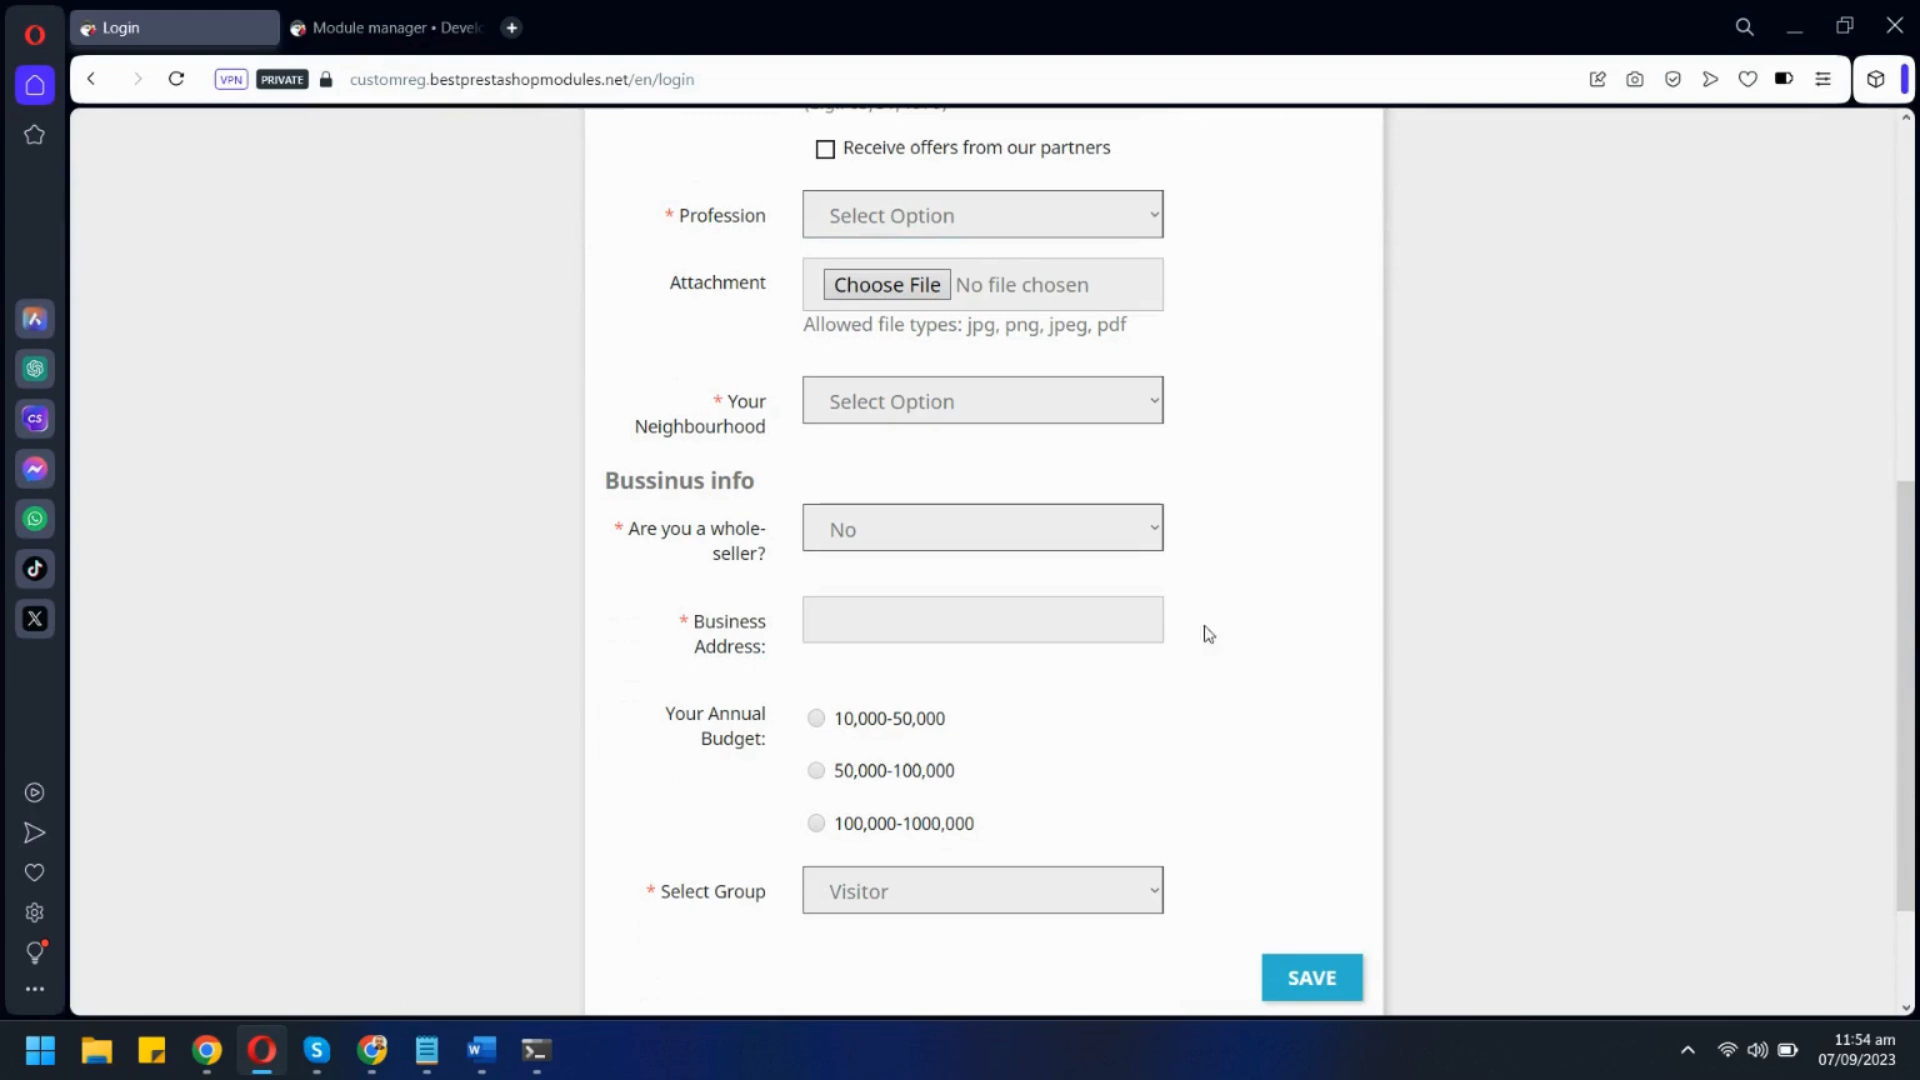 Login
Module manager • Devel
VPN
PRIVATE
customreg.bestprestashopmodules.net/en/login
Receive offers from our partners
* Profession
Select Option
Attachment
Choose File No file chosen
Allowed file types: jpg, png, jpeg, pdf
* Your
Neighbourhood
Select Option
Bussinus info
* Are you a whole-
seller?
No
* Business
Address:
Your Annual
Budget:
10,000-50,000
50,000-100,000
100,000-1000,000
* Select Group
Visitor
SAVE
CS
11:54 am
07/09/2023